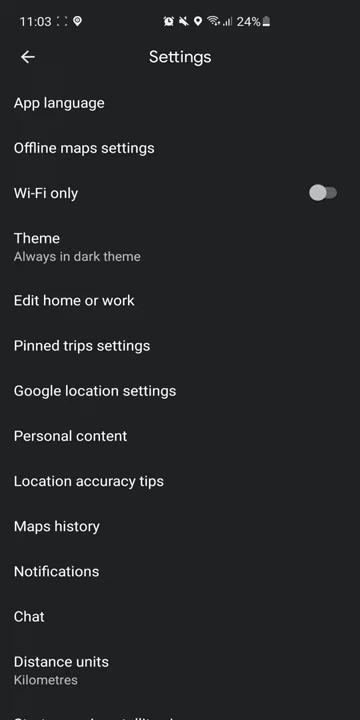 11:03
24%
Settings
App language
Offline maps settings
Wi-Fi only
Theme
Always in dark theme
Edit home or work
Pinned trips settings
Google location settings
Personal content
Location accuracy tips
Maps history
Notifications
Chat
Distance units
Kilometres